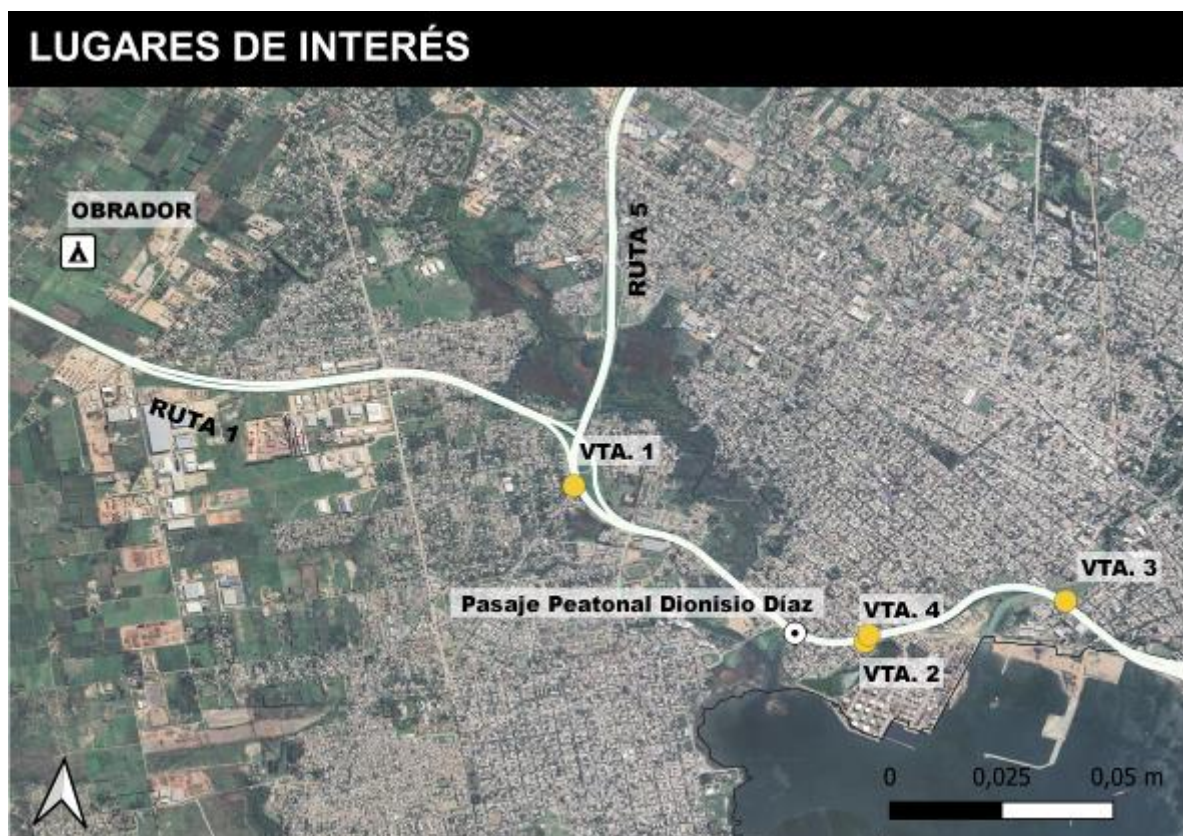 LUGARES DE INTERÉS
OBRADOR
RUTA 5
RUTA 1
VTA. 1
VTA. 3
Pasaje Peatonal Dionisio Díaz
VTA. 4
VTA. 2
0 0,025 0,05 m